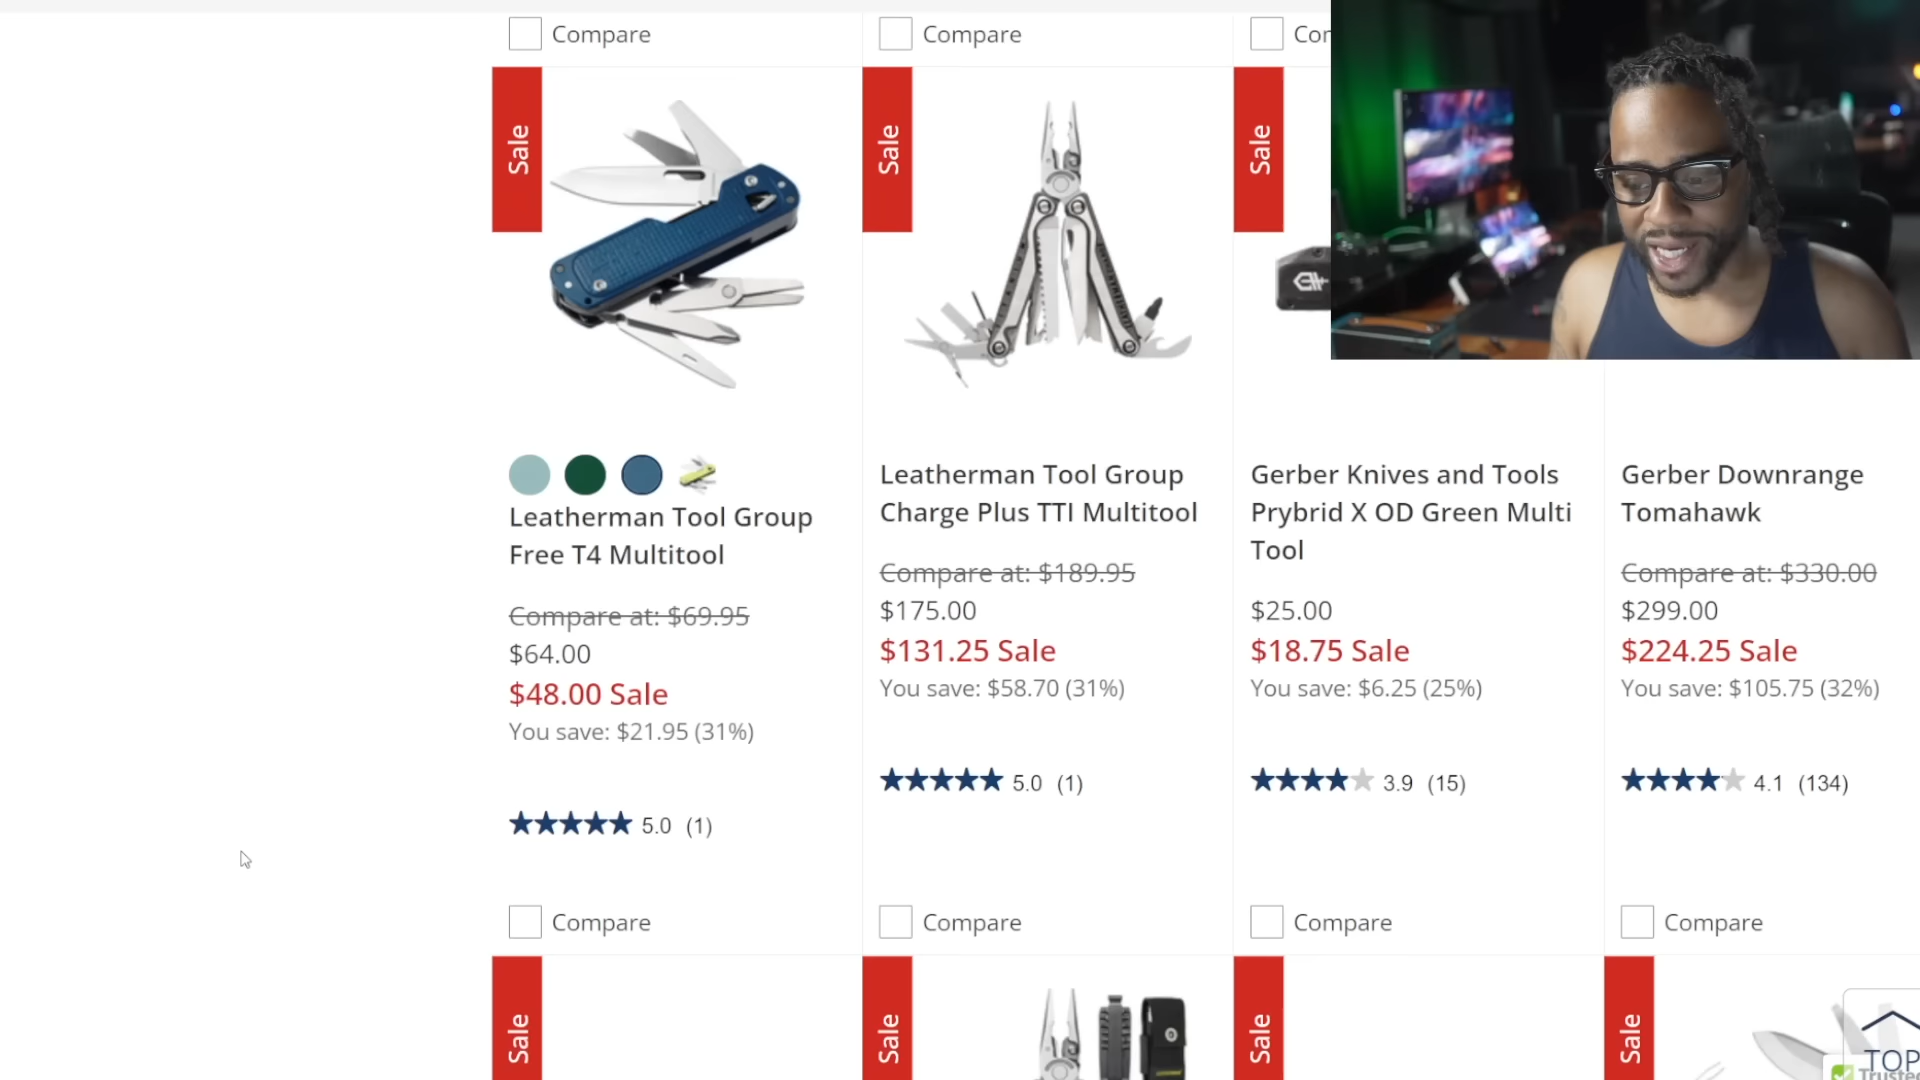 Compare
Compare
Sale
Sale
Sale
Leatherman Tool Group
Free T4 Multitool
Compare at: $69.95
$64.00
$48.00 Sale
You save: $21.95 (31%)
5.0 (1)
Compare
Leatherman Tool Group
Charge Plus TTI Multitool
Compare at: $189.95
$175.00
$131.25 Sale
You save: $58.70 (31%)
5.0 (1)
Compare
Gerber Knives and Tools
Prybrid X OD Green Multi
Tool
$25.00
$18.75 Sale
You save: $6.25 (25%)
3.9 (15)
Compare
Gerber Downrange
Tomahawk
Compare at: $330.00
$299.00
$224.25 Sale
You save: $105.75 (32%)
4.1 (134)
Compare
Sale
Sale
Sale
Sale
TOP